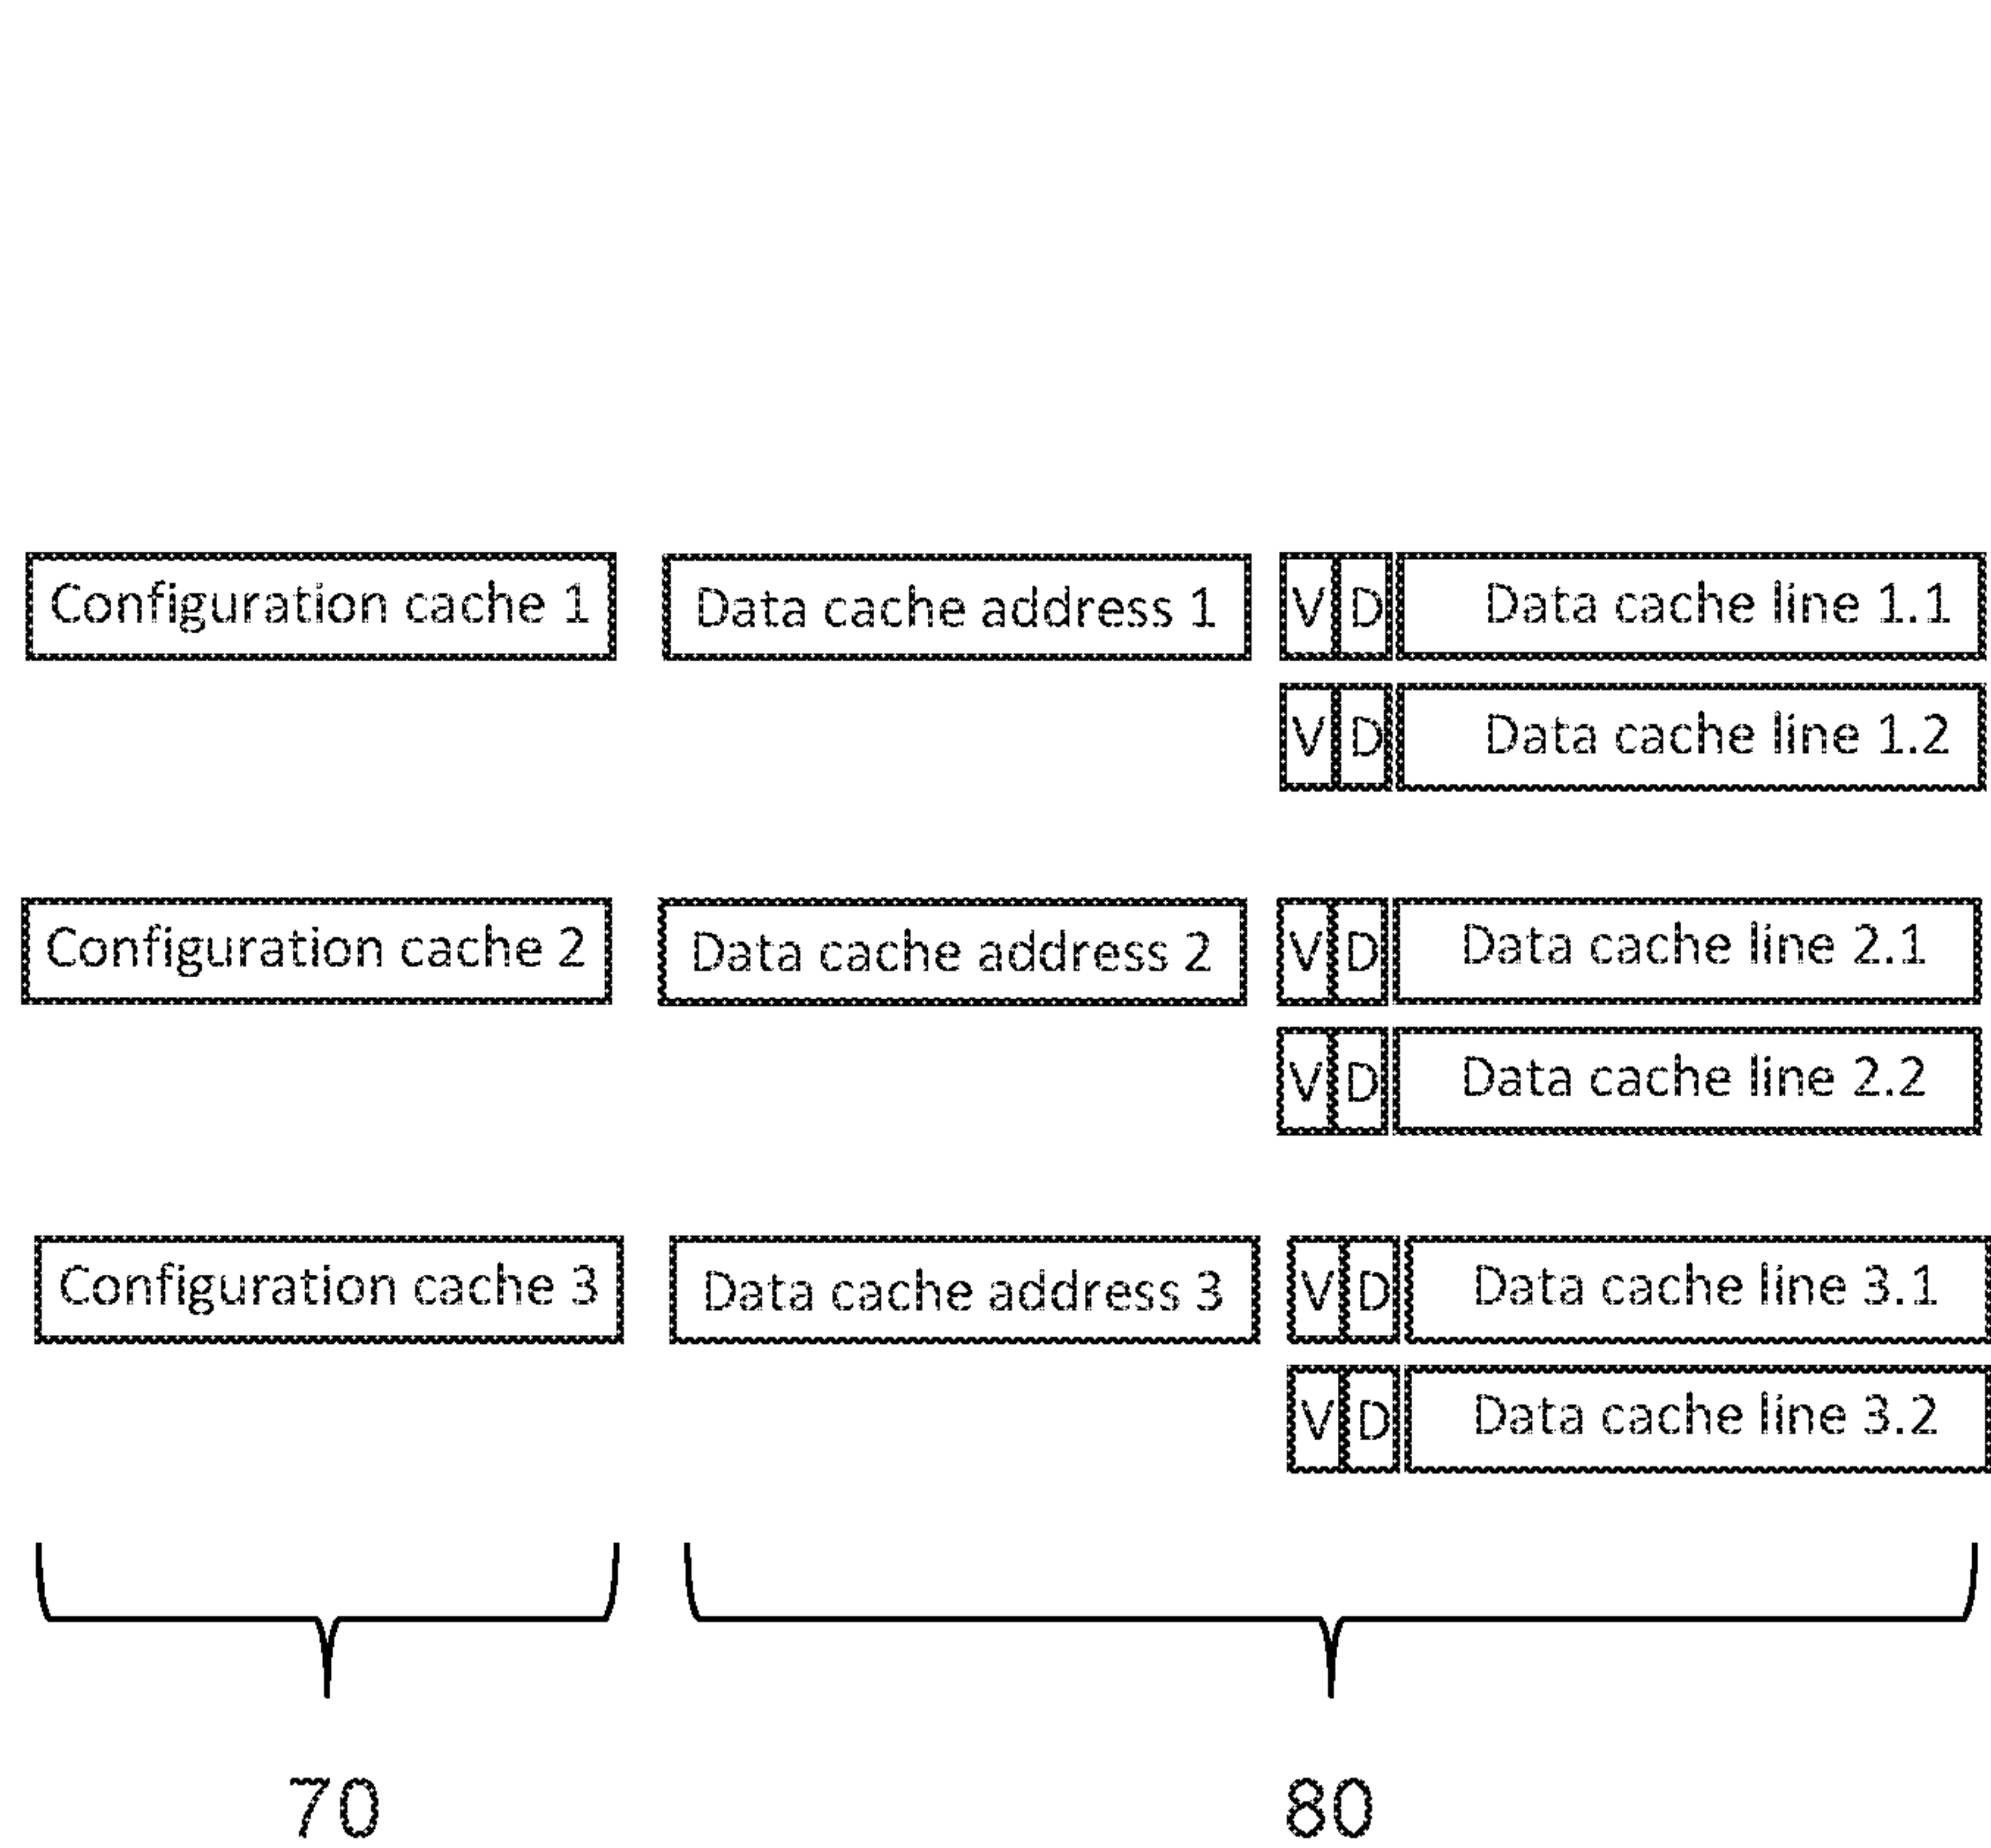 Configuration cache 1 Data cache address 1 V D Data cache line 1.1
V D Data cache line 1.2
Configuration cache 2 Data cache address 2 V D Data cache line 2.1
V D Data cache line 2.2
Configuration cache 3 Data cache address 3 V D Data cache line 3.1
V D Data cache line 3.2
70 80